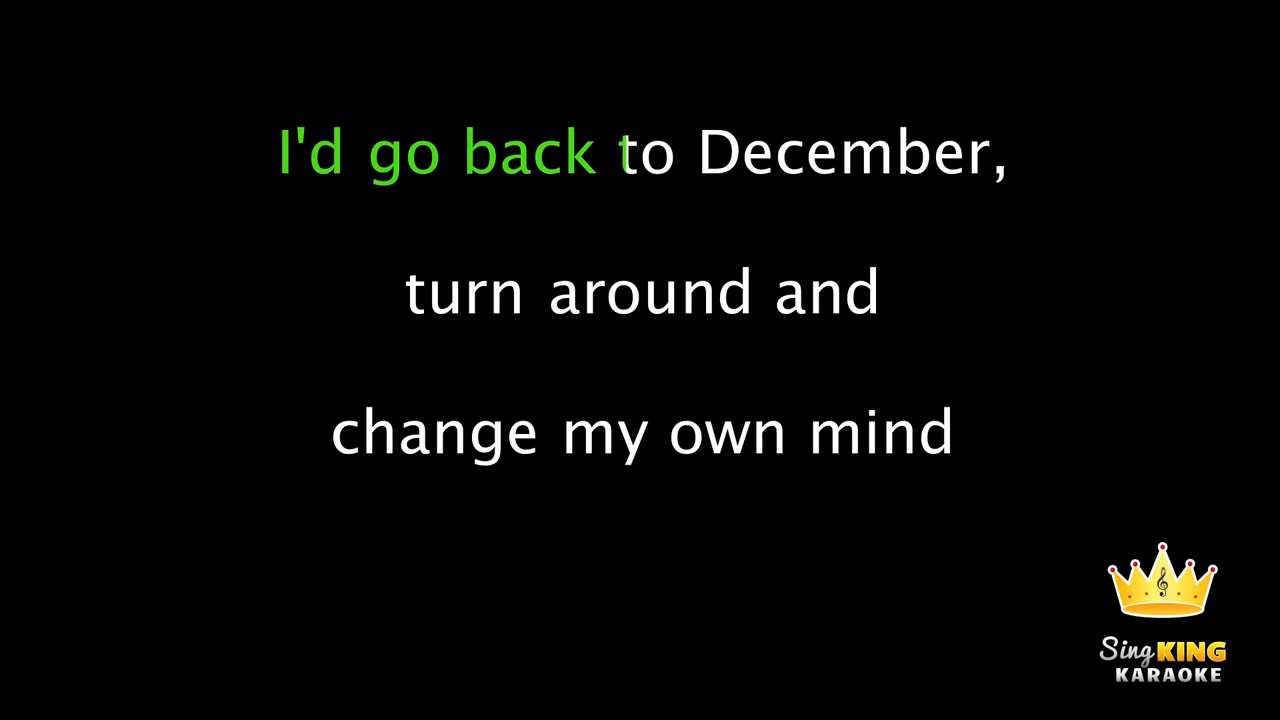 I'd go back to December,
turn around and
change my own mind
Sing KING
KARAOKE